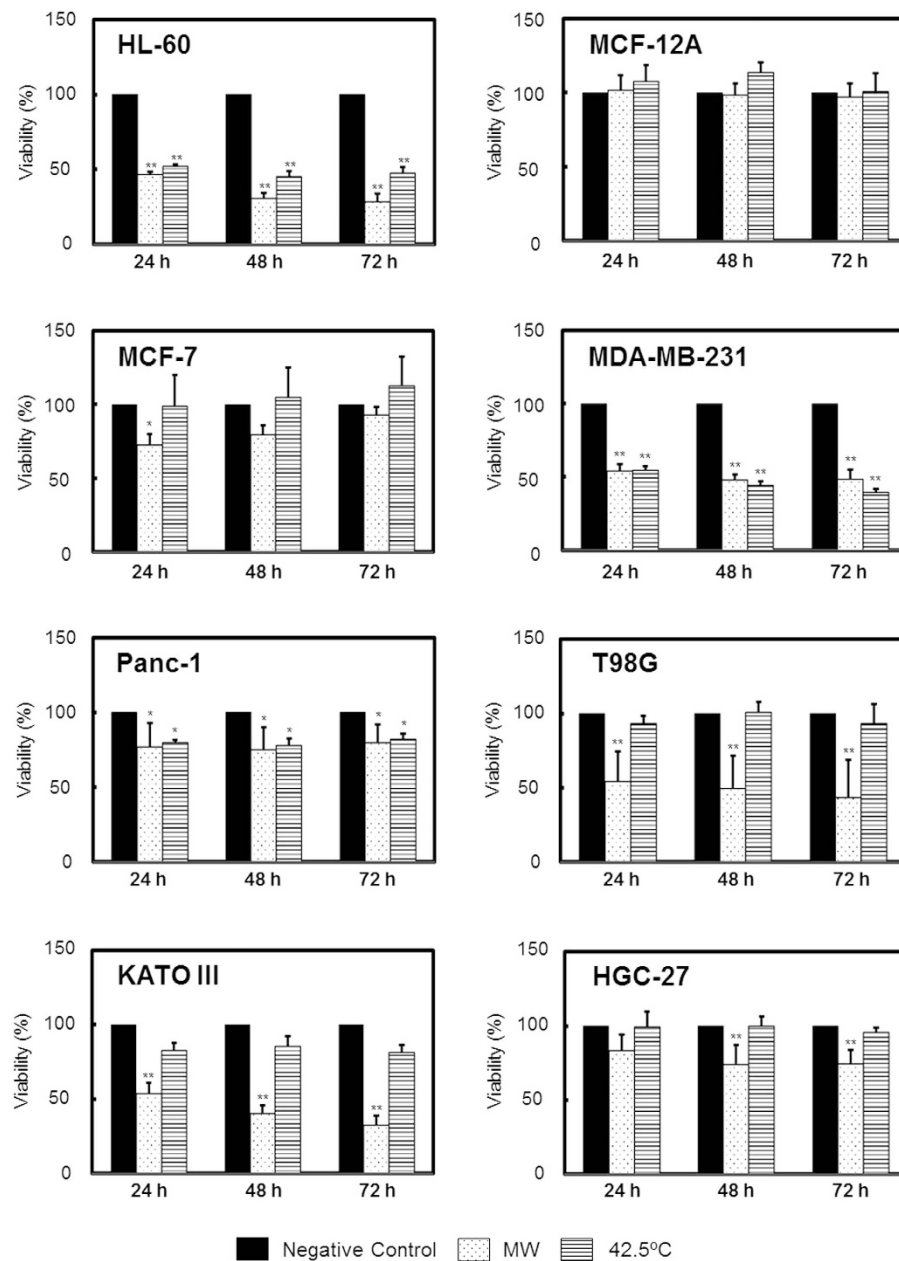 HL-60
Viability (%)
150
100
50
0
** ** ** ** ** **
24 h 48 h 72 h
MCF-12A
Viability (%)
150
100
50
0
24 h 48 h 72 h
MCF-7
Viability (%)
150
100
50
0
*
24 h 48 h 72 h
MDA-MB-231
Viability (%)
150
100
50
0
** ** ** ** ** **
24 h 48 h 72 h
Panc-1
Viability (%)
150
100
50
0
* * * * * *
24 h 48 h 72 h
T98G
Viability (%)
150
100
50
0
** ** **
24 h 48 h 72 h
KATO III
Viability (%)
150
100
50
0
** ** **
24 h 48 h 72 h
HGC-27
Viability (%)
150
100
50
0
** **
24 h 48 h 72 h
Negative Control MW 42.5ºC